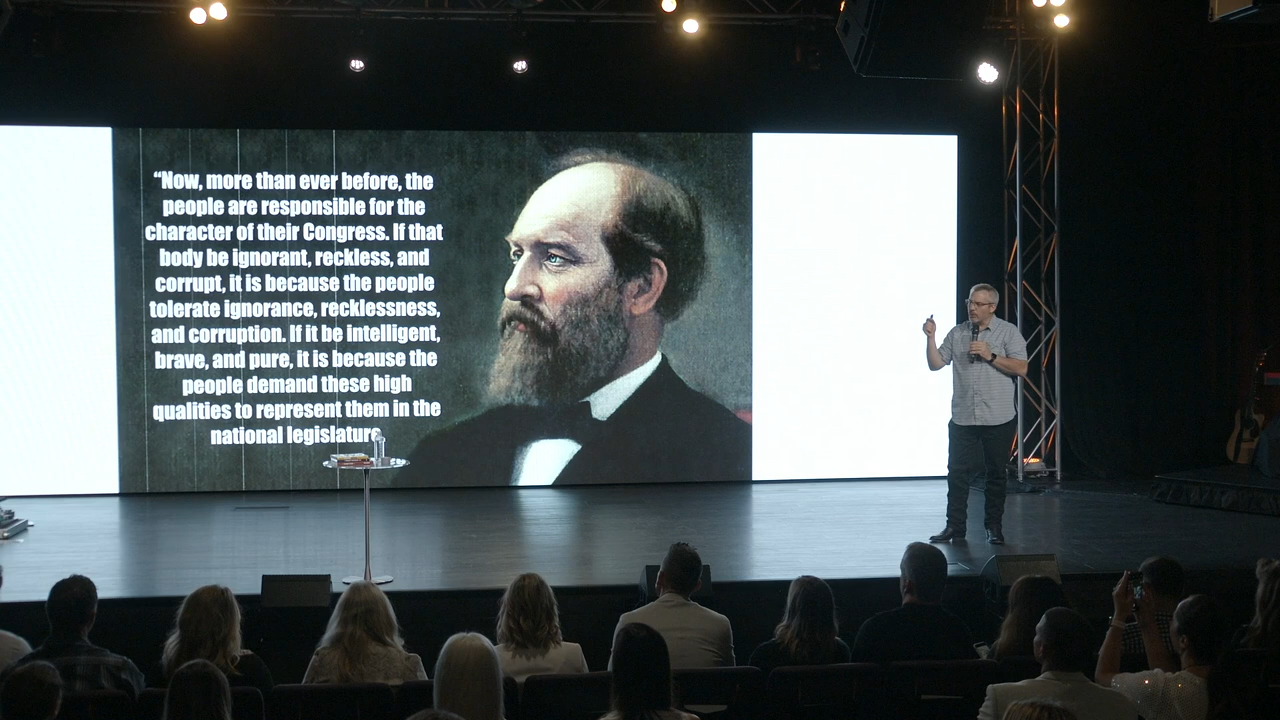 “Now, more than ever before, the
people are responsible for the
character of their Congress. If that
body be ignorant, reckless, and
corrupt, it is because the people
tolerate ignorance, recklessness,
and corruption. If it be intelligent,
brave, and pure, it is because the
people demand these high
qualities to represent them in the
national legislature